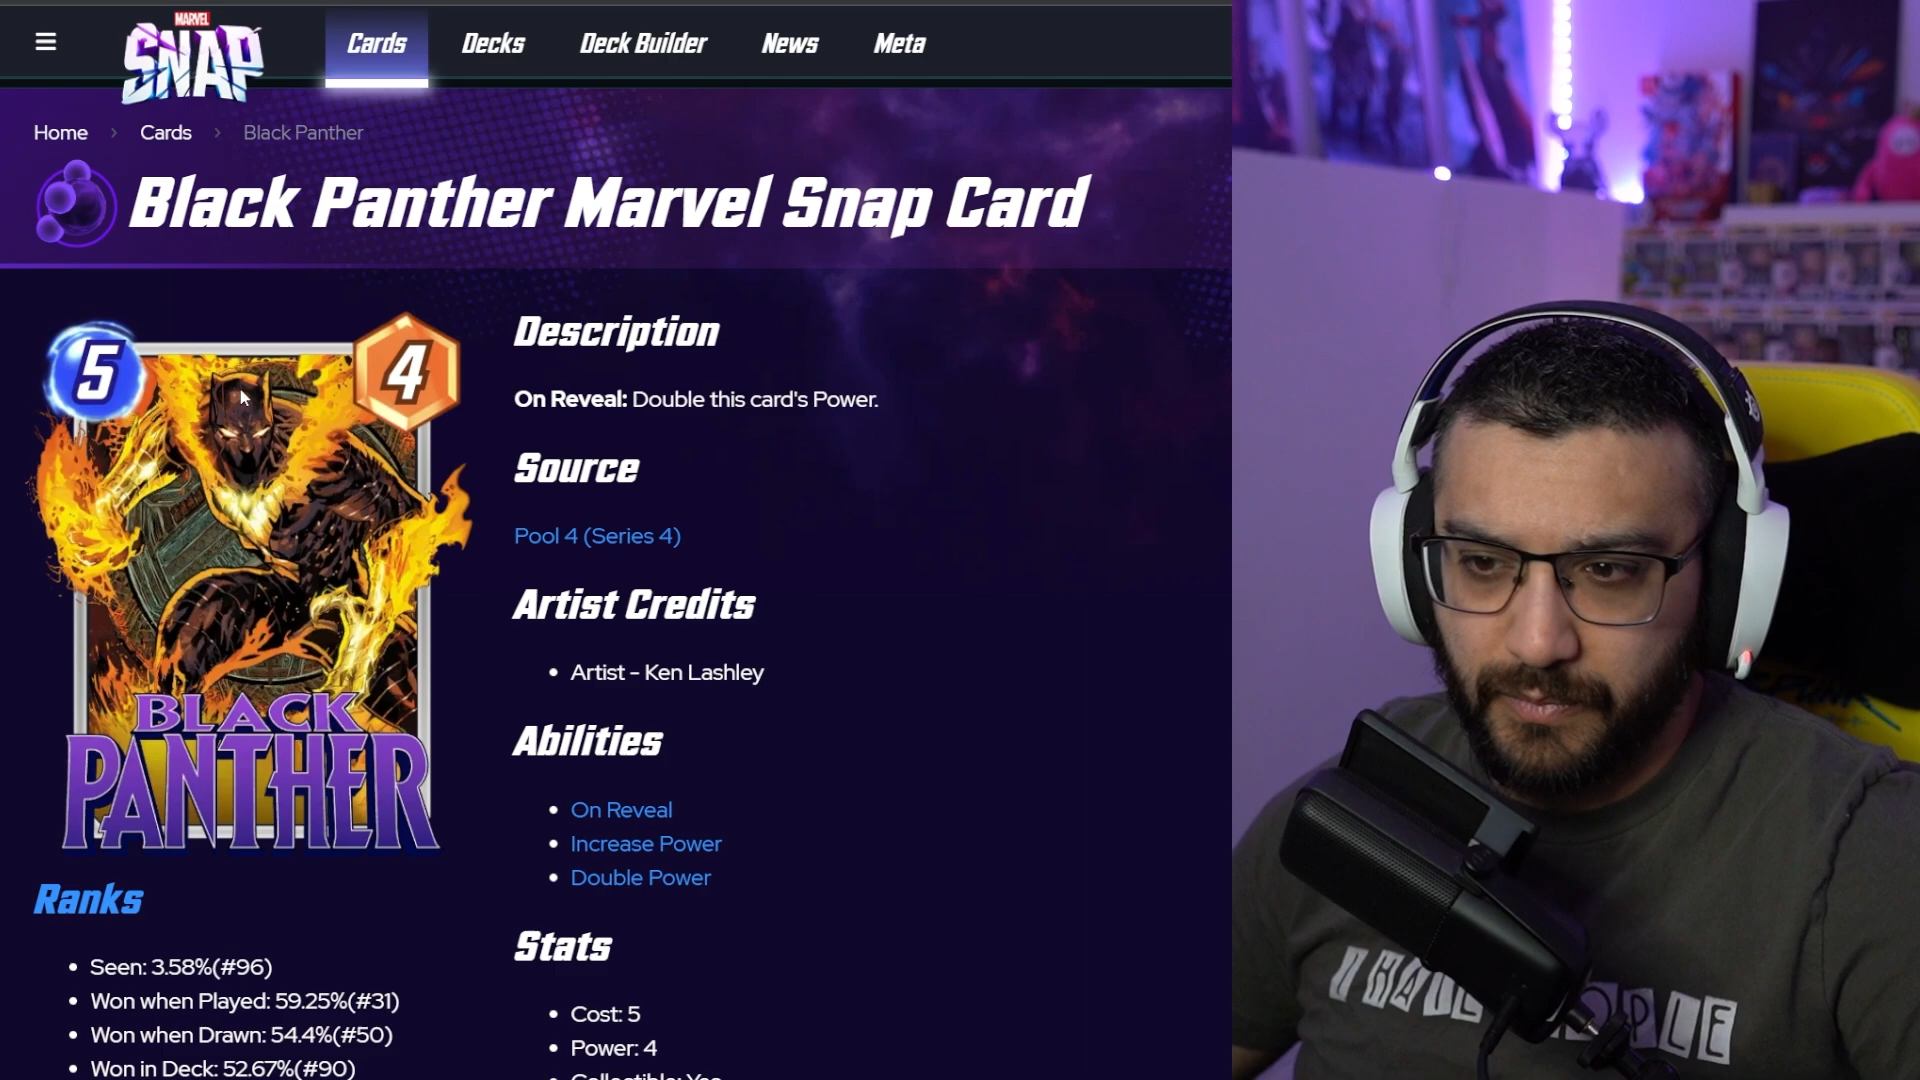 MARVEL
SNAP
Cards
Decks
Deck Builder
News
Meta
Home > Cards > Black Panther
Black Panther Marvel Snap Card
5
4
BLACK
PANTHER
Description
On Reveal: Double this card's Power.
Source
Pool 4 (Series 4)
Artist Credits
• Artist - Ken Lashley
Abilities
• On Reveal
• Increase Power
• Double Power
Ranks
• Seen: 3.58%(#96)
• Won when Played: 59.25%(#31)
• Won when Drawn: 54.4%(#50)
• Won in Deck: 52.67%(#90)
Stats
• Cost: 5
• Power: 4
• Collectible: Yes